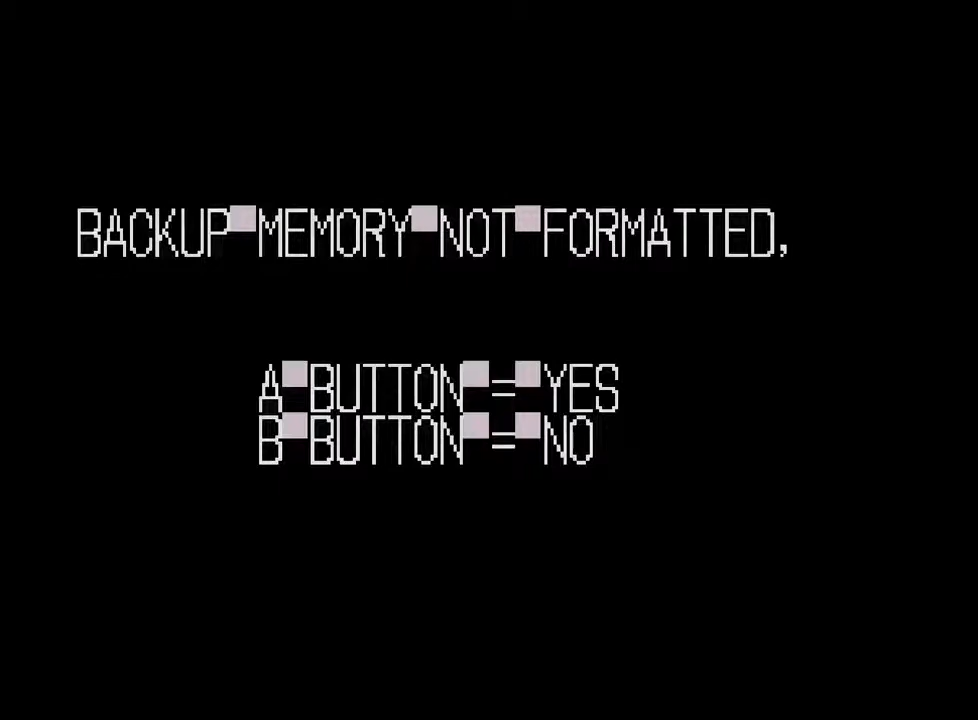 BACKUP MEMORY NOT FORMATTED,
A BUTTON = YES
B BUTTON = NO